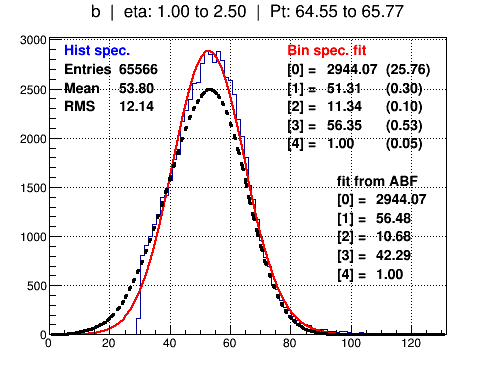 b | eta: 1.00 to 2.50 | Pt: 64.55 to 65.77
Hist spec.
Entries 65566
Mean 53.80
RMS 12.14
Bin spec. fit
[0] = 2944.07 (25.76)
[1] = 51.31 (0.30)
[2] = 11.34 (0.10)
[3] = 56.35 (0.53)
[4] = 1.00 (0.05)
fit from ABF
[0] = 2944.07
[1] = 56.48
[2] = 10.68
[3] = 42.29
[4] = 1.00
3000
2500
2000
1500
1000
500
0
0 20 40 60 80 100 120